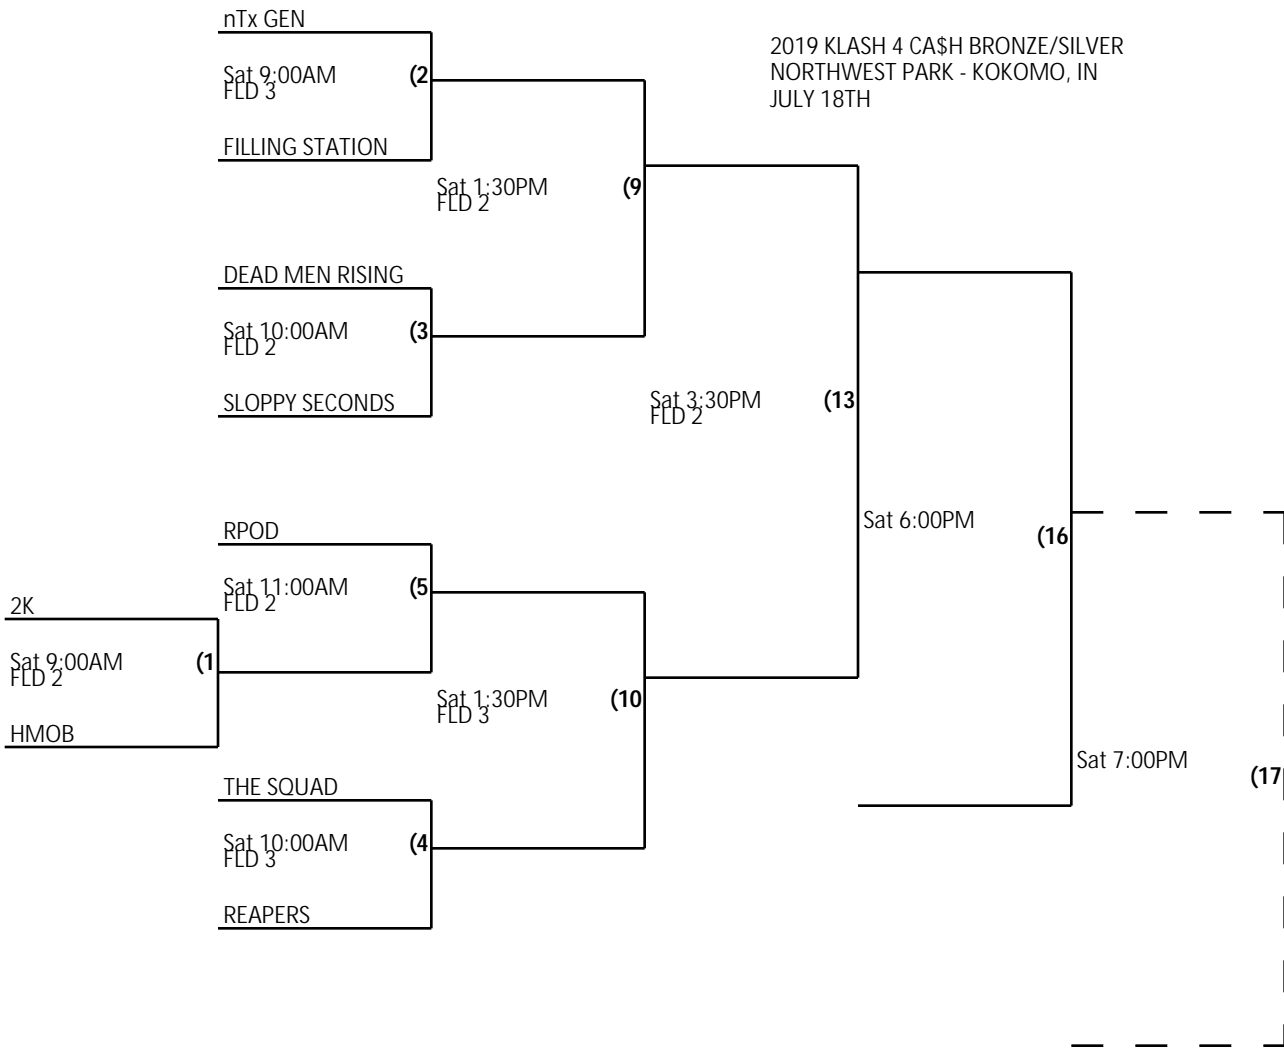 nTx GEN
2019 KLASH 4 CA$H BRONZE/SILVER
NORTHWEST PARK - KOKOMO, IN
JULY 18TH
Sat 9:00AM (2
FLD 3
FILLING STATION
Sat 1:30PM (9
FLD 2
DEAD MEN RISING
Sat 10:00AM (3
FLD 2
SLOPPY SECONDS
Sat 3:30PM (13
FLD 2
RPOD
Sat 6:00PM (16
Sat 11:00AM (5
FLD 2
2K
Sat 9:00AM (1
FLD 2
HMOB
Sat 1:30PM (10
FLD 3
THE SQUAD
Sat 7:00PM (17
Sat 10:00AM (4
FLD 3
REAPERS